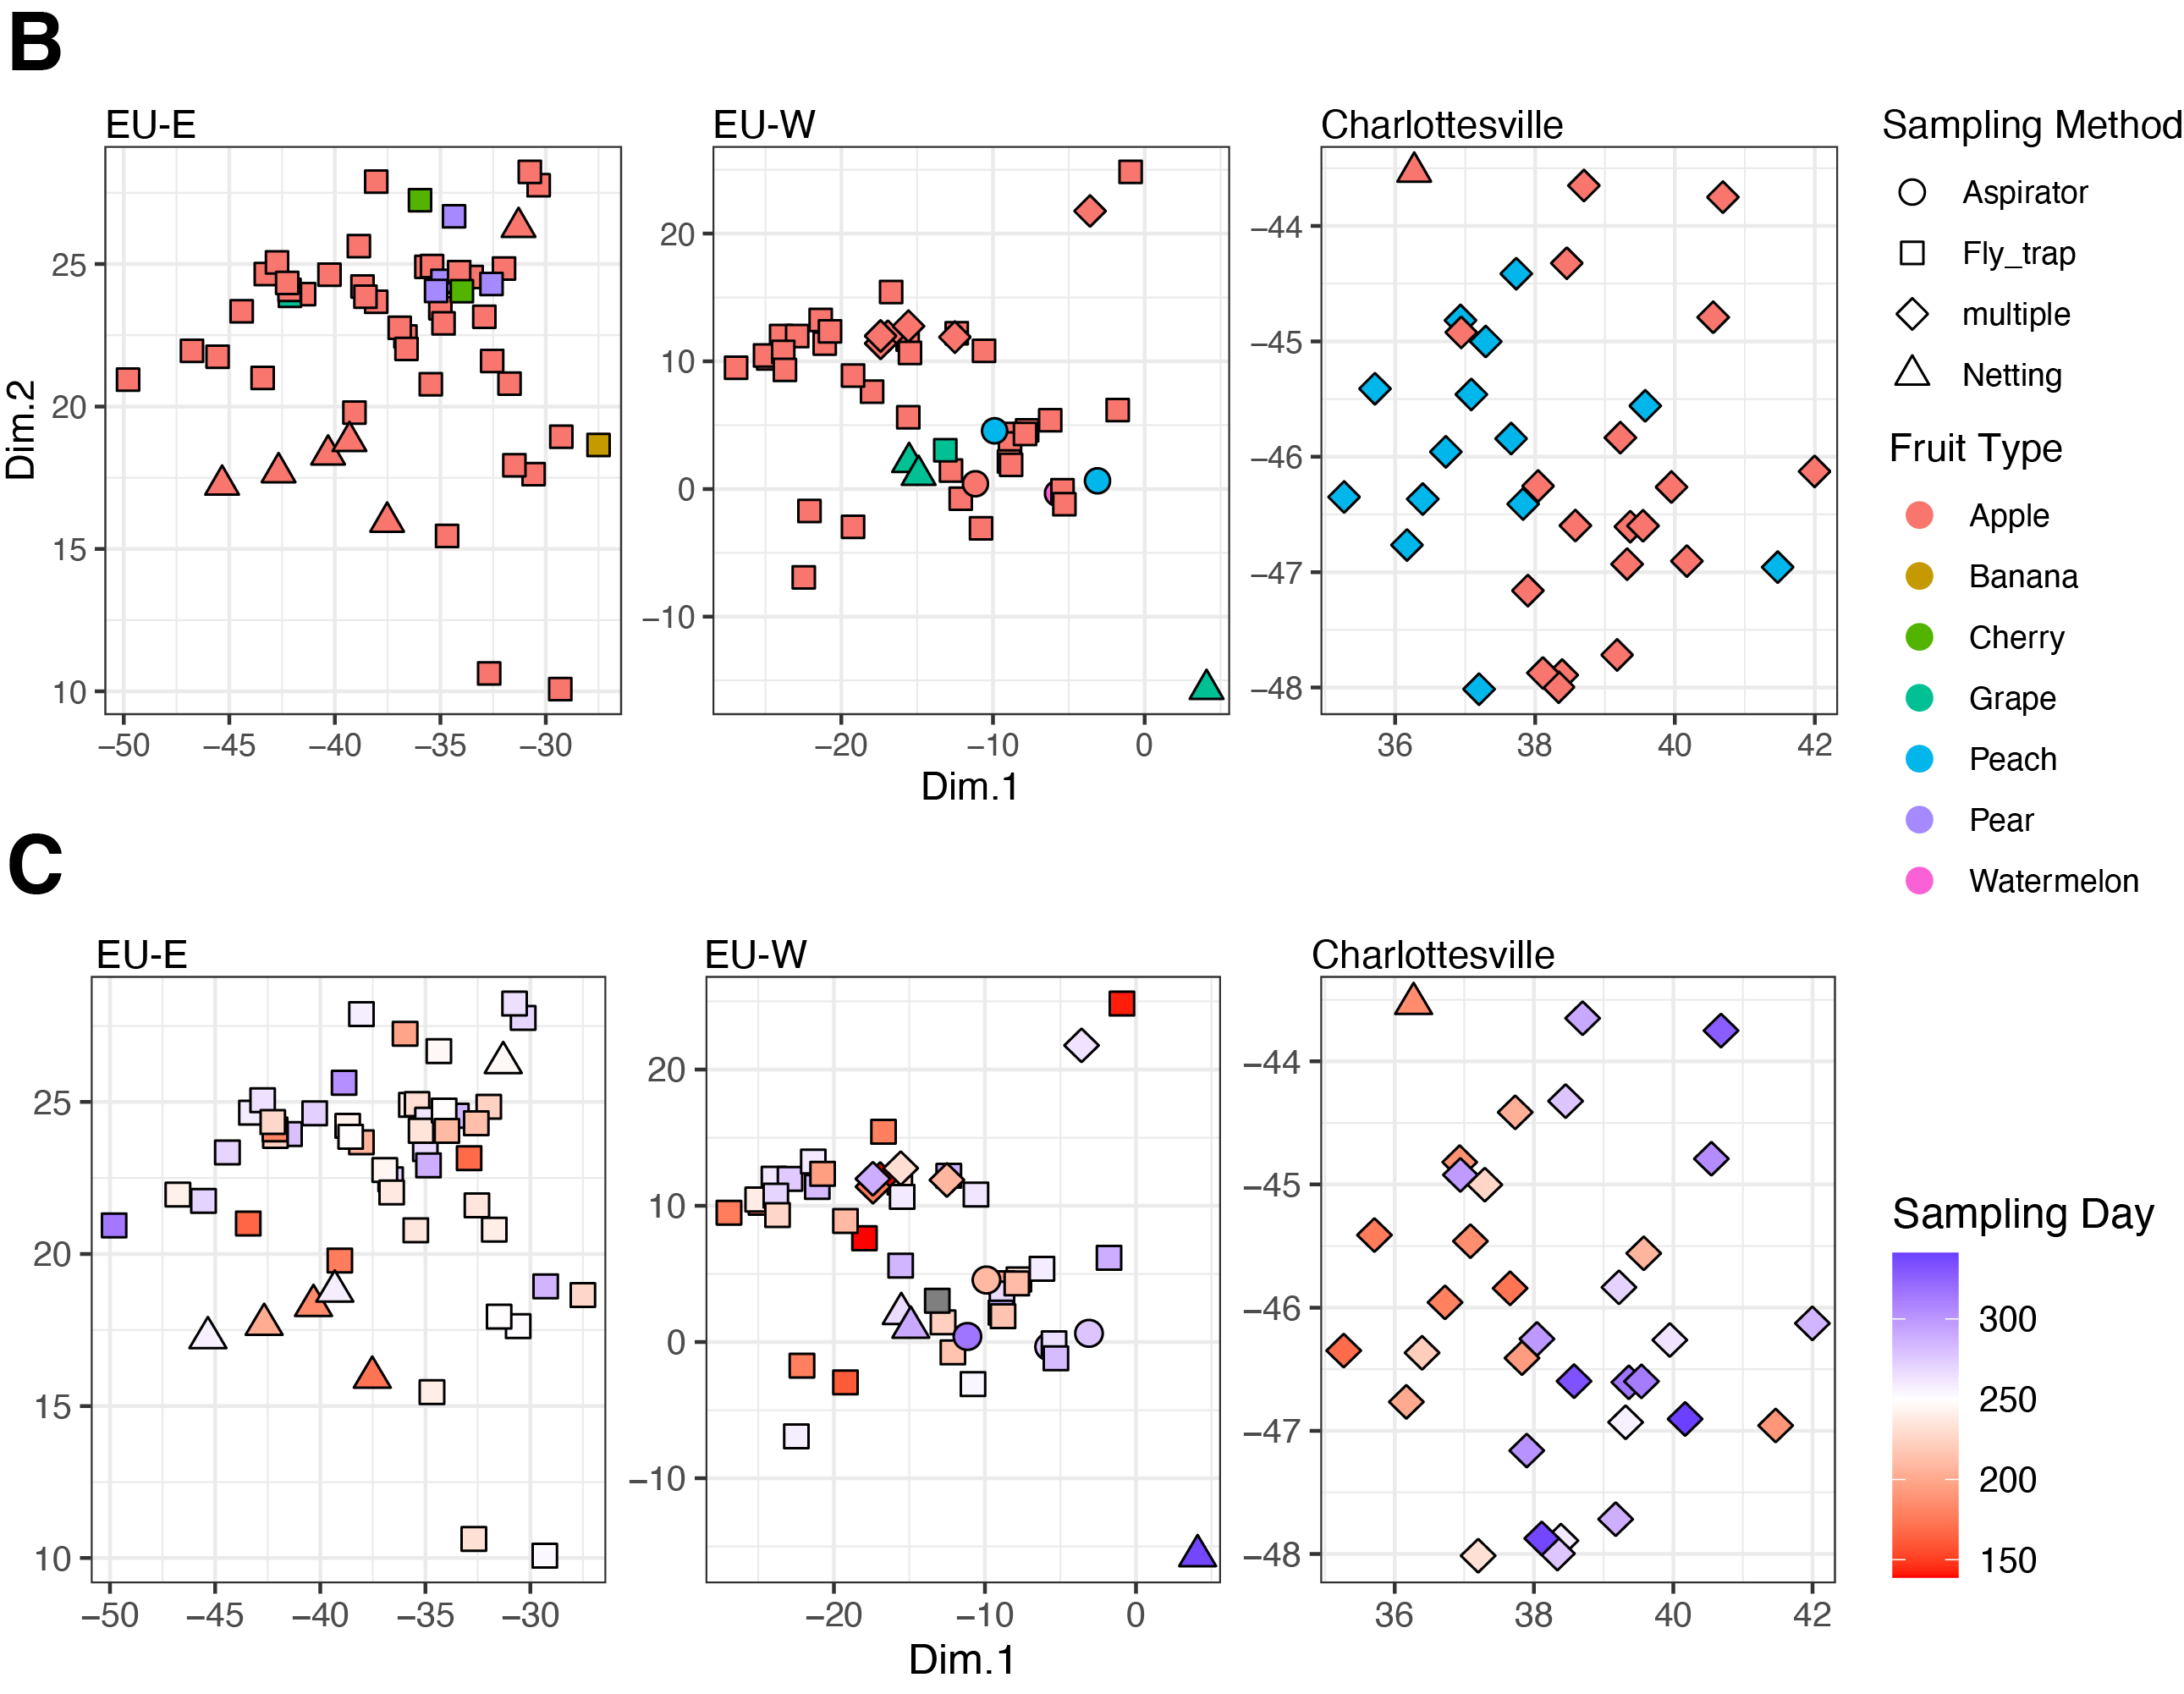 B
EU-E
EU-W
Charlottesville
Dim.2
25
20
15
10
−50 −45 −40 −35 −30
20
10
0
−10
−20 −10 0
−44
−45
−46
−47
−48
36 38 40 42
Dim.1
Sampling Method
Aspirator
Fly_trap
multiple
Netting
Fruit Type
Apple
Banana
Cherry
Grape
Peach
Pear
Watermelon
C
EU-E
EU-W
Charlottesville
25
20
15
10
−50 −45 −40 −35 −30
20
10
0
−10
−20 −10 0
−44
−45
−46
−47
−48
36 38 40 42
Dim.1
Sampling Day
300
250
200
150